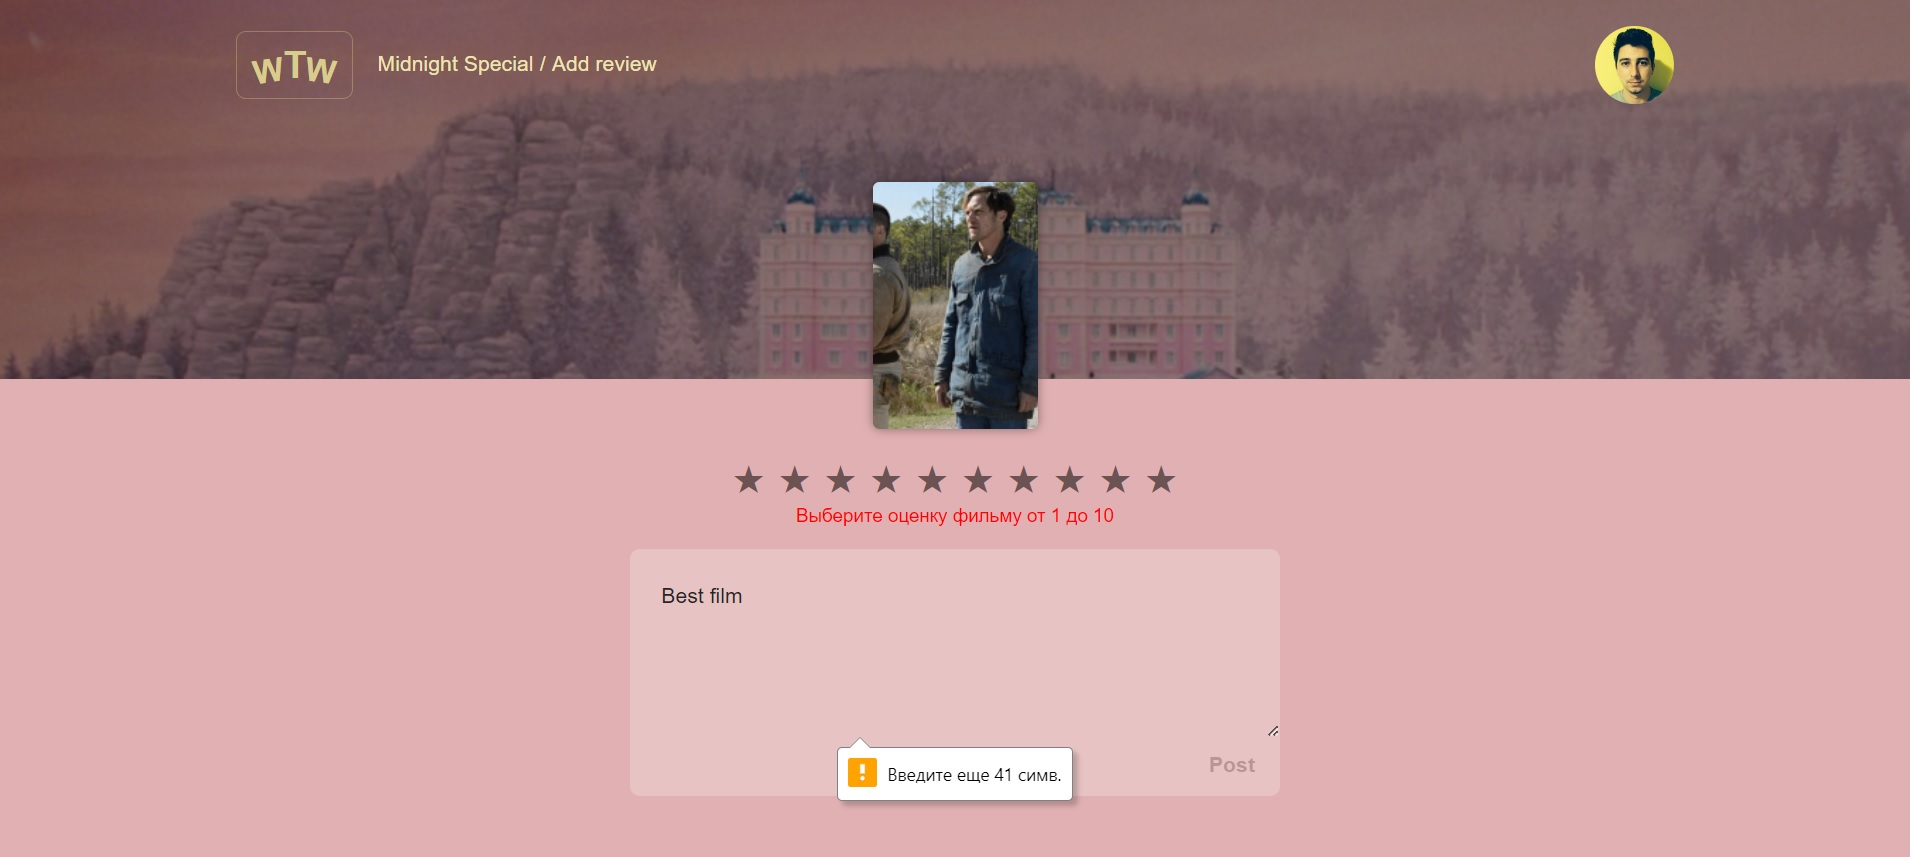 WTW
Midnight Special / Add review
Выберите оценку фильму от 1 до 10
Best film
Post
Введите еще 41 симв.